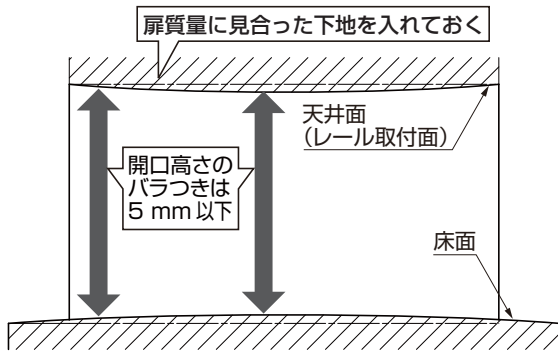 扉質量に見合った下地を入れておく
天井面
(レール取付面)
開口高さの
バラつきは
5 mm 以下
床面